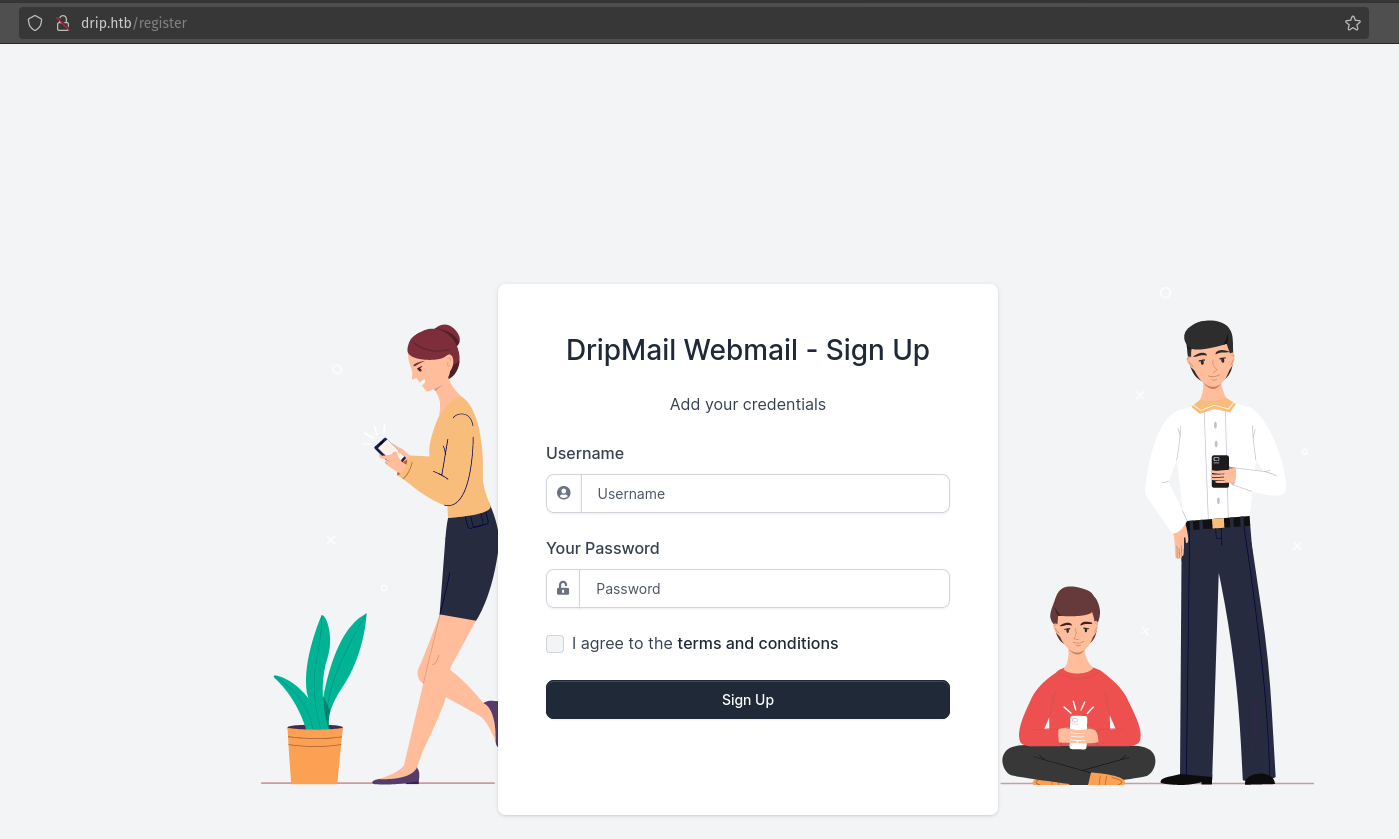 drip.htb/register
DripMail Webmail - Sign Up
Add your credentials
Username
Username
Your Password
Password
I agree to the terms and conditions
Sign Up